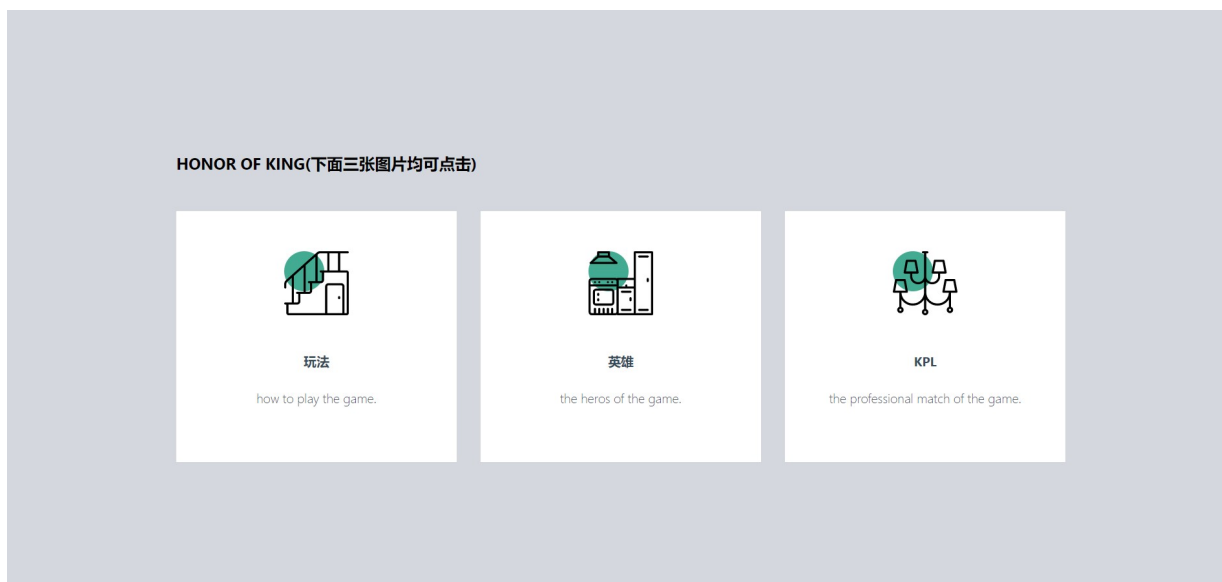 HONOR OF KING(下面三张图片均可点击)
玩法
how to play the game.
英雄
the heros of the game.
KPL
the professional match of the game.